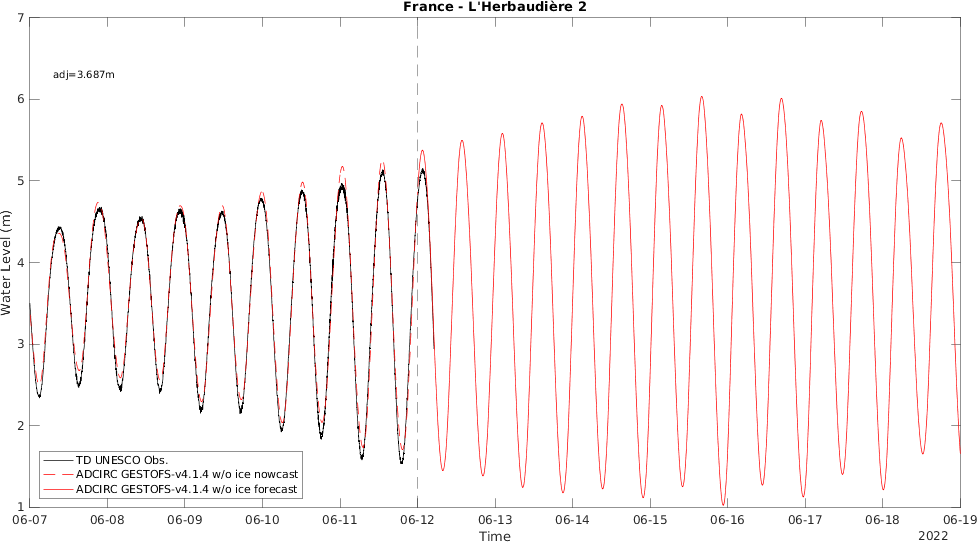 France - L'Herbaudière 2
7
6
5
4
3
2
1
Water Level (m)
adj=3.687m
TD UNESCO Obs.
ADCIRC GESTOFS-v4.1.4 w/o ice nowcast
ADCIRC GESTOFS-v4.1.4 w/o ice forecast
06-07 06-08 06-09 06-10 06-11 06-12 06-13 06-14 06-15 06-16 06-17 06-18 06-19
Time
2022